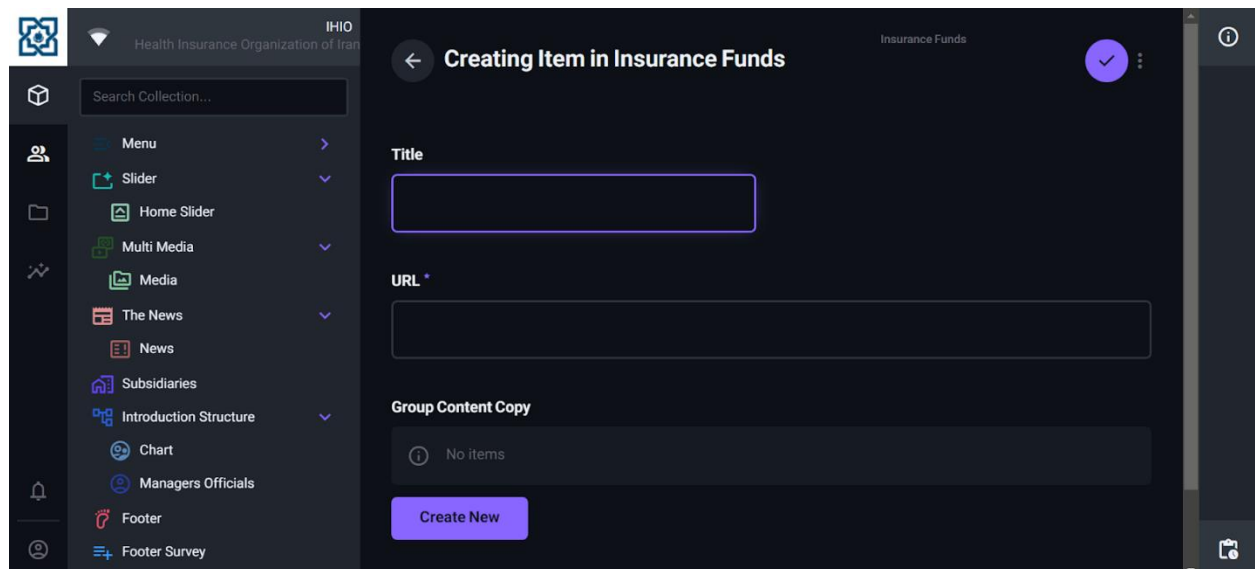 IHIO
Health Insurance Organization of Iran
Search Collection...
Menu
Slider
Home Slider
Multi Media
Media
The News
News
Subsidiaries
Introduction Structure
Chart
Managers Officials
Footer
Footer Survey
Insurance Funds
Creating Item in Insurance Funds
Title
URL *
Group Content Copy
No items
Create New